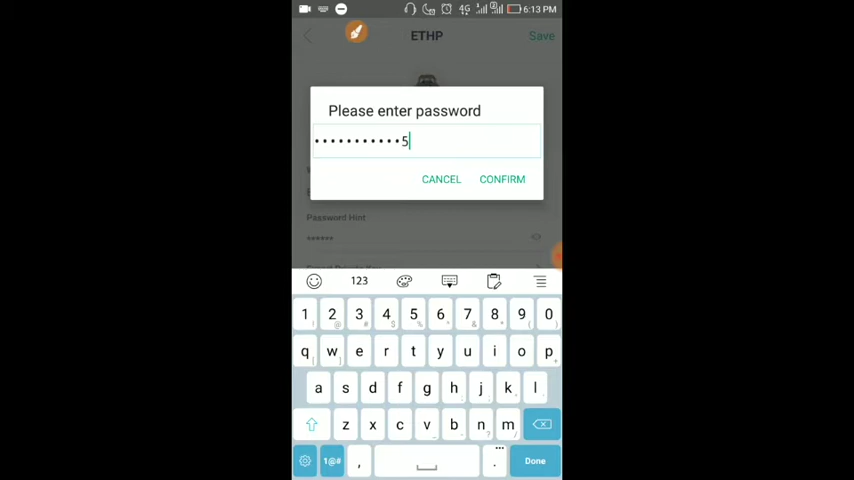 4G 6:13 PM
ETHP
Save
Please enter password
•••••••••••5
CANCEL
CONFIRM
Password Hint
••••••
123
1 2 3 4 5 6 7 8 9 0
! @ # $ % & * ( )
q w e r t y u i o p
a s d f g h j k l
z x c v b n m
1@# , . Done